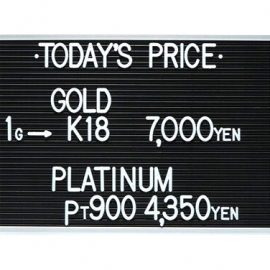 ·TODAY'S PRICE·
GOLD
1G→ K18 7,000YEN
PLATINUM
PT900 4,350YEN